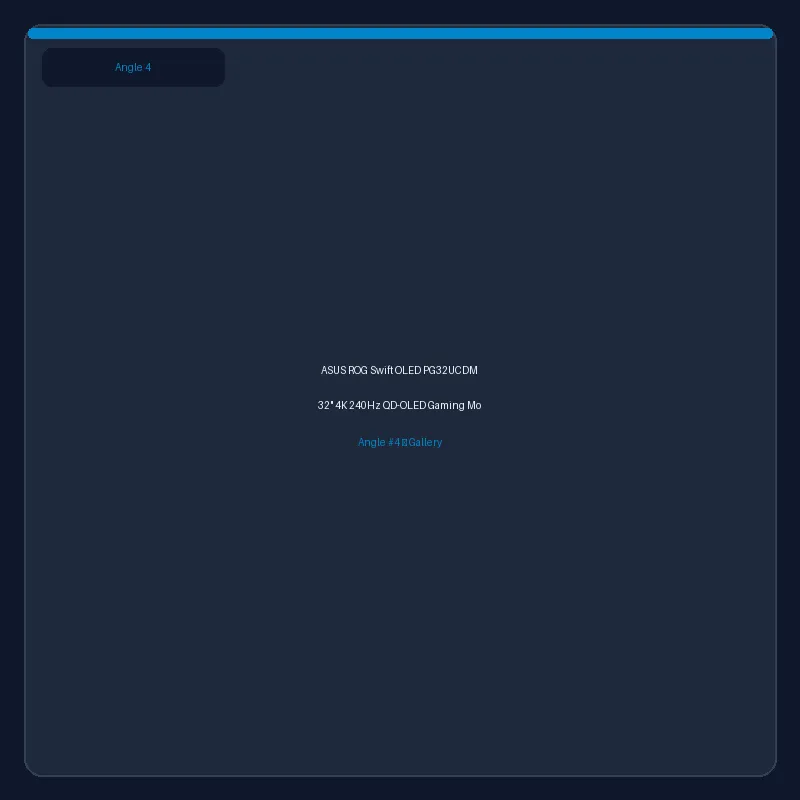 Angle 4
ASUS ROG Swift OLED PG32UCDM
32" 4K 240Hz QD-OLED Gaming Mo
Angle #4 Gallery